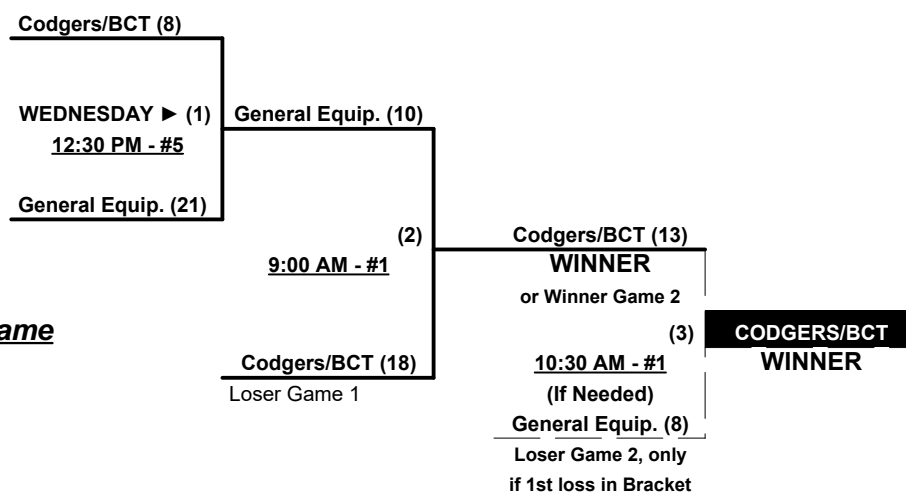 Codgers/BCT (8)
WEDNESDAY ► (1)
12:30 PM - #5
General Equip. (10)
General Equip. (21)
(2)
9:00 AM - #1
Codgers/BCT (13)
WINNER
or Winner Game 2
ame
Codgers/BCT (18)
Loser Game 1
(3)
10:30 AM - #1
(If Needed)
General Equip. (8)
Loser Game 2, only
if 1st loss in Bracket
CODGERS/BCT
WINNER